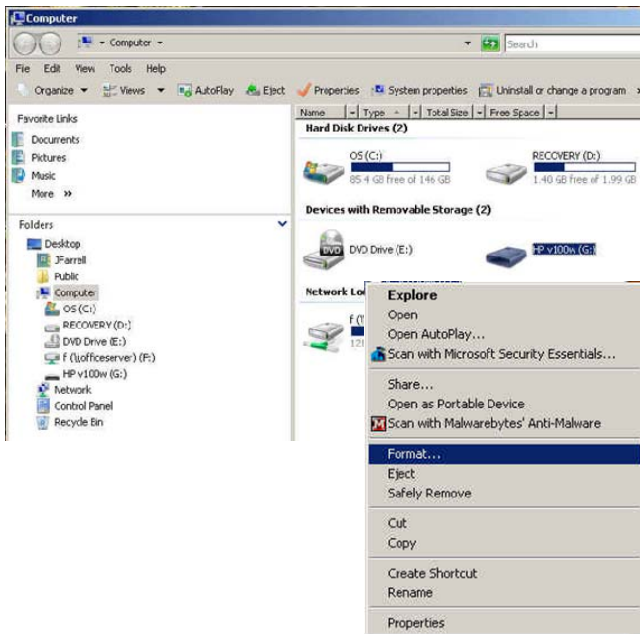 Computer
Computer
Search
File Edit View Tools Help
Organize Views AutoPlay Eject Properties System properties Uninstall or change a program »
Favorite Links
Documents
Pictures
Music
More »
Folders
Desktop
JFarrell
Public
Computer
OS (C:)
RECOVERY (D:)
DVD Drive (E:)
f (\\officeserver) (F:)
HP v100w (G:)
Network
Control Panel
Recycle Bin
Name Type Total Size Free Space
Hard Disk Drives (2)
OS (C:)
85.4 GB free of 146 GB
RECOVERY (D:)
1.40 GB free of 1.99 GB
Devices with Removable Storage (2)
DVD
DVD Drive (E:)
HP v100w (G:)
Network Lo
f (\
128
Explore
Open
Open AutoPlay...
Scan with Microsoft Security Essentials...
Share...
Open as Portable Device
Scan with Malwarebytes' Anti-Malware
Format...
Eject
Safely Remove
Cut
Copy
Create Shortcut
Rename
Properties